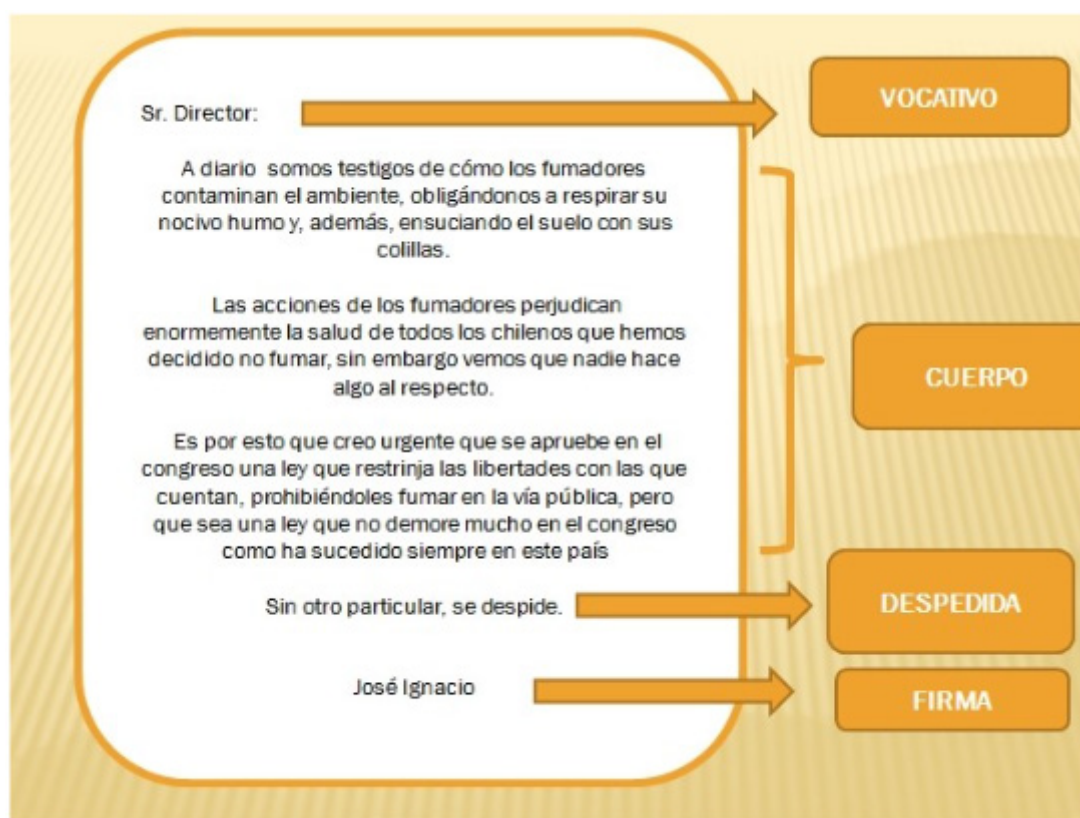 Sr. Director:
VOCATIVO
A diario somos testigos de cómo los fumadores
contaminan el ambiente, obligándonos a respirar su
nocivo humo y, además, ensuciando el suelo con sus
colillas.
Las acciones de los fumadores perjudican
enormemente la salud de todos los chilenos que hemos
decidido no fumar, sin embargo vemos que nadie hace
algo al respecto.
CUERPO
Es por esto que creo urgente que se apruebe en el
congreso una ley que restrinja las libertades con las que
cuentan, prohibiéndoles fumar en la vía pública, pero
que sea una ley que no demore mucho en el congreso
como ha sucedido siempre en este país
Sin otro particular, se despide.
DESPEDIDA
José Ignacio
FIRMA